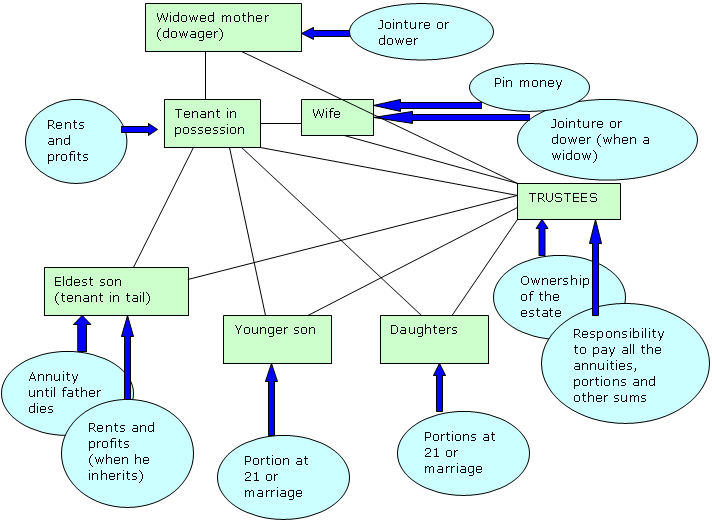 Widowed mother
(dowager)
Jointure or
dower
Pin money
Tenant in
possession
Wife
Rents
and
profits
Jointure or
dower (when a
widow)
TRUSTEES
Eldest son
(tenant in tail)
Ownership
of the
estate
Younger son
Daughters
Responsibility
to pay all the
annuities,
portions and
other sums
Annuity
until father
dies
Rents and
profits
(when he
inherits)
Portion at
21 or
marriage
Portions at
21 or
marriage